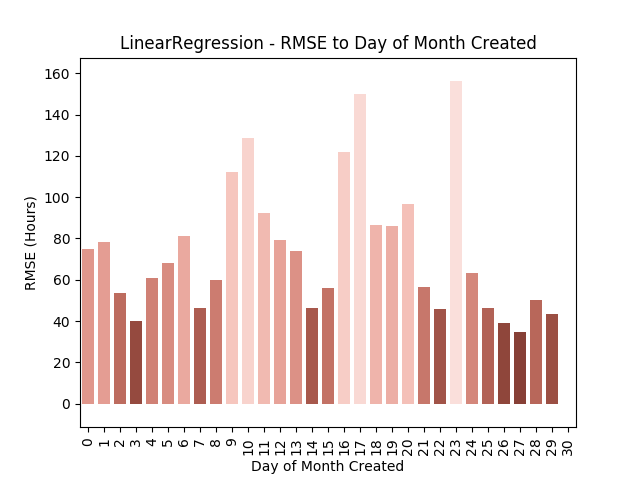 LinearRegression - RMSE to Day of Month Created
160
140
120
100
80
60
40
20
0
RMSE (Hours)
0 1 2 3 4 5 6 7 8 9 10 11 12 13 14 15 16 17 18 19 20 21 22 23 24 25 26 27 28 29 30
Day of Month Created